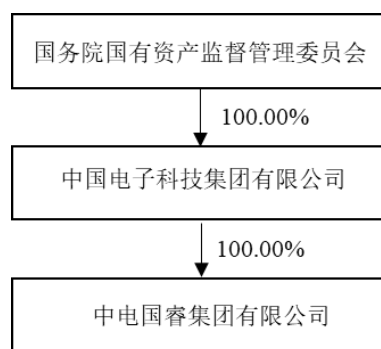 国务院国有资产监督管理委员会
100.00%
中国电子科技集团有限公司
100.00%
中电国睿集团有限公司